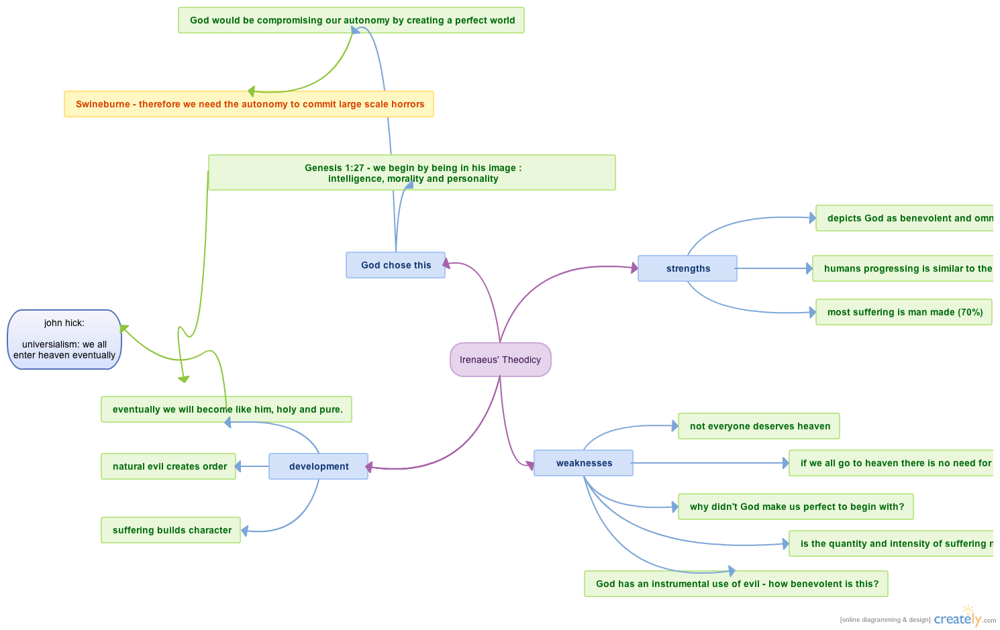 God would be compromising our autonomy by creating a perfect world
Swineburne - therefore we need the autonomy to commit large scale horrors
Genesis 1:27 - we begin by being in his image :
intelligence, morality and personality
depicts God as benevolent and omn
God chose this
strengths
humans progressing is similar to the
most suffering is man made (70%)
john hick:
universialism: we all
enter heaven eventually
Irenaeus' Theodicy
eventually we will become like him, holy and pure.
not everyone deserves heaven
natural evil creates order
development
weaknesses
if we all go to heaven there is no need for
why didn't God make us perfect to begin with?
suffering builds character
is the quantity and intensity of suffering n
God has an instrumental use of evil - how benevolent is this?
[online diagramming & design] creately.com